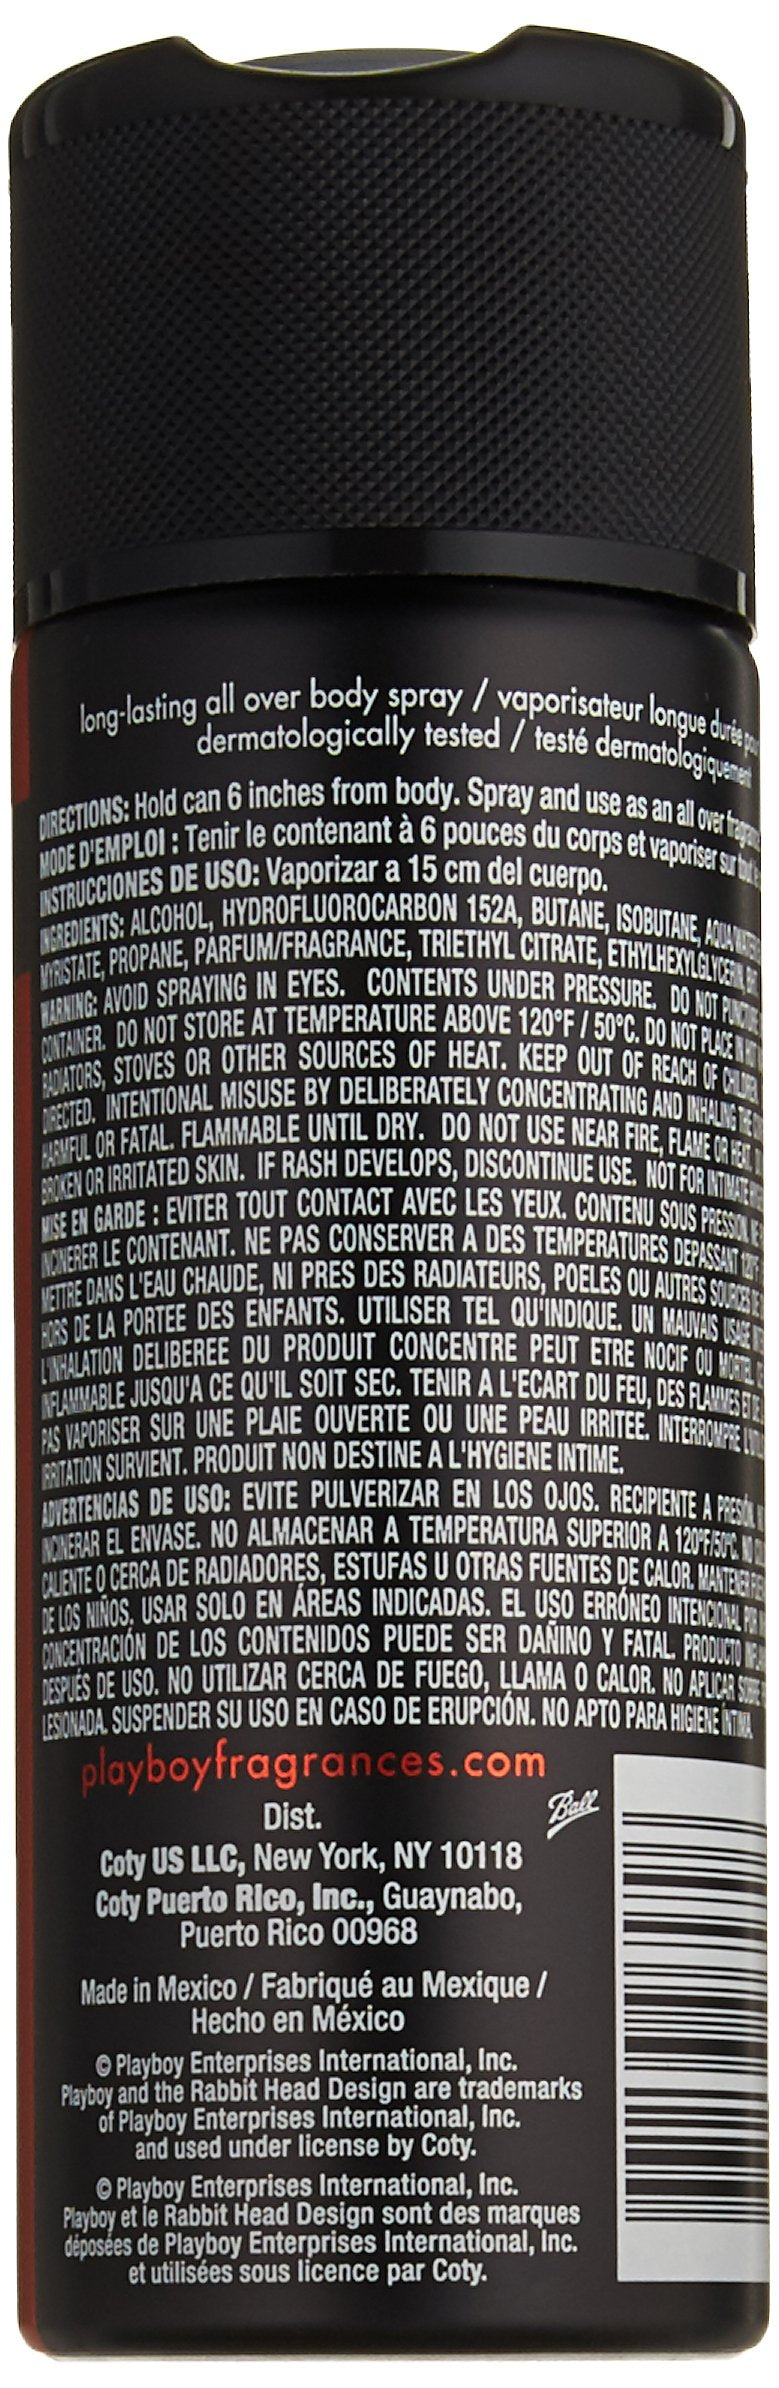 long-lasting all over body spray / vaporisateur longue durée
dermatologically tested / testé dermatologiquement
DIRECTIONS: Hold can 6 inches from body. Spray and use as an all over
MODE D'EMPLOI : Tenir le contenant à 6 pouces du corps et vaporiser sur tout le
INSTRUCCIONES DE USO: Vaporizar a 15 cm del cuerpo.
INGREDIENTS: ALCOHOL, HYDROFLUOROCARBON 152A, BUTANE, ISOBUTANE,
MYRISTATE, PROPANE, PARFUM/FRAGRANCE, TRIETHYL CITRATE, ETHYLHEXYLGLYCERIN,
WARNING: AVOID SPRAYING IN EYES. CONTENTS UNDER PRESSURE. DO NOT PUNCTURE
CONTAINER. DO NOT STORE AT TEMPERATURE ABOVE 120°F / 50°C. DO NOT PLACE IN HOT
RADIATORS, STOVES OR OTHER SOURCES OF HEAT. KEEP OUT OF REACH OF CHILDREN.
DIRECTED. INTENTIONAL MISUSE BY DELIBERATELY CONCENTRATING AND INHALING THE
HARMFUL OR FATAL. FLAMMABLE UNTIL DRY. DO NOT USE NEAR FIRE, FLAME OR HEAT.
BROKEN OR IRRITATED SKIN. IF RASH DEVELOPS, DISCONTINUE USE. NOT FOR INTIMATE
MISE EN GARDE : EVITER TOUT CONTACT AVEC LES YEUX. CONTENU SOUS PRESSION.
INCINERER LE CONTENANT. NE PAS CONSERVER A DES TEMPERATURES DEPASSANT
METTRE DANS L'EAU CHAUDE, NI PRES DES RADIATEURS, POELES OU AUTRES SOURCES
HORS DE LA PORTEE DES ENFANTS. UTILISER TEL QU'INDIQUE. UN MAUVAIS USAGE
L'INHALATION DELIBEREE DU PRODUIT CONCENTRE PEUT ETRE NOCIF OU MORTEL.
INFLAMMABLE JUSQU'A CE QU'IL SOIT SEC. TENIR A L'ECART DU FEU, DES FLAMMES ET
PAS VAPORISER SUR UNE PLAIE OUVERTE OU UNE PEAU IRRITEE. INTERROMPRE
IRRITATION SURVIENT. PRODUIT NON DESTINE A L'HYGIENE INTIME.
ADVERTENCIAS DE USO: EVITE PULVERIZAR EN LOS OJOS. RECIPIENTE A PRESIÓN.
INCINERAR EL ENVASE. NO ALMACENAR A TEMPERATURA SUPERIOR A 120°F/50°C. NO
CALIENTE O CERCA DE RADIADORES, ESTUFAS U OTRAS FUENTES DE CALOR. MANTENER
DE LOS NIÑOS. USAR SOLO EN ÁREAS INDICADAS. EL USO ERRÓNEO INTENCIONAL POR
CONCENTRACIÓN DE LOS CONTENIDOS PUEDE SER DAÑINO Y FATAL. PRODUCTO
DESPUÉS DE USO. NO UTILIZAR CERCA DE FUEGO, LLAMA O CALOR. NO APLICAR SOBRE
LESIONADA. SUSPENDER SU USO EN CASO DE ERUPCIÓN. NO APTO PARA HIGIENE ÍNTIMA.
playboyfragrances.com
Ball
Dist.
Coty US LLC, New York, NY 10118
Coty Puerto Rico, Inc., Guaynabo,
Puerto Rico 00968
Made in Mexico / Fabriqué au Mexique /
Hecho en México
© Playboy Enterprises International, Inc.
Playboy and the Rabbit Head Design are trademarks
of Playboy Enterprises International, Inc.
and used under license by Coty.
© Playboy Enterprises International, Inc.
Playboy et le Rabbit Head Design sont des marques
déposées de Playboy Enterprises International, Inc.
et utilisées sous licence par Coty.